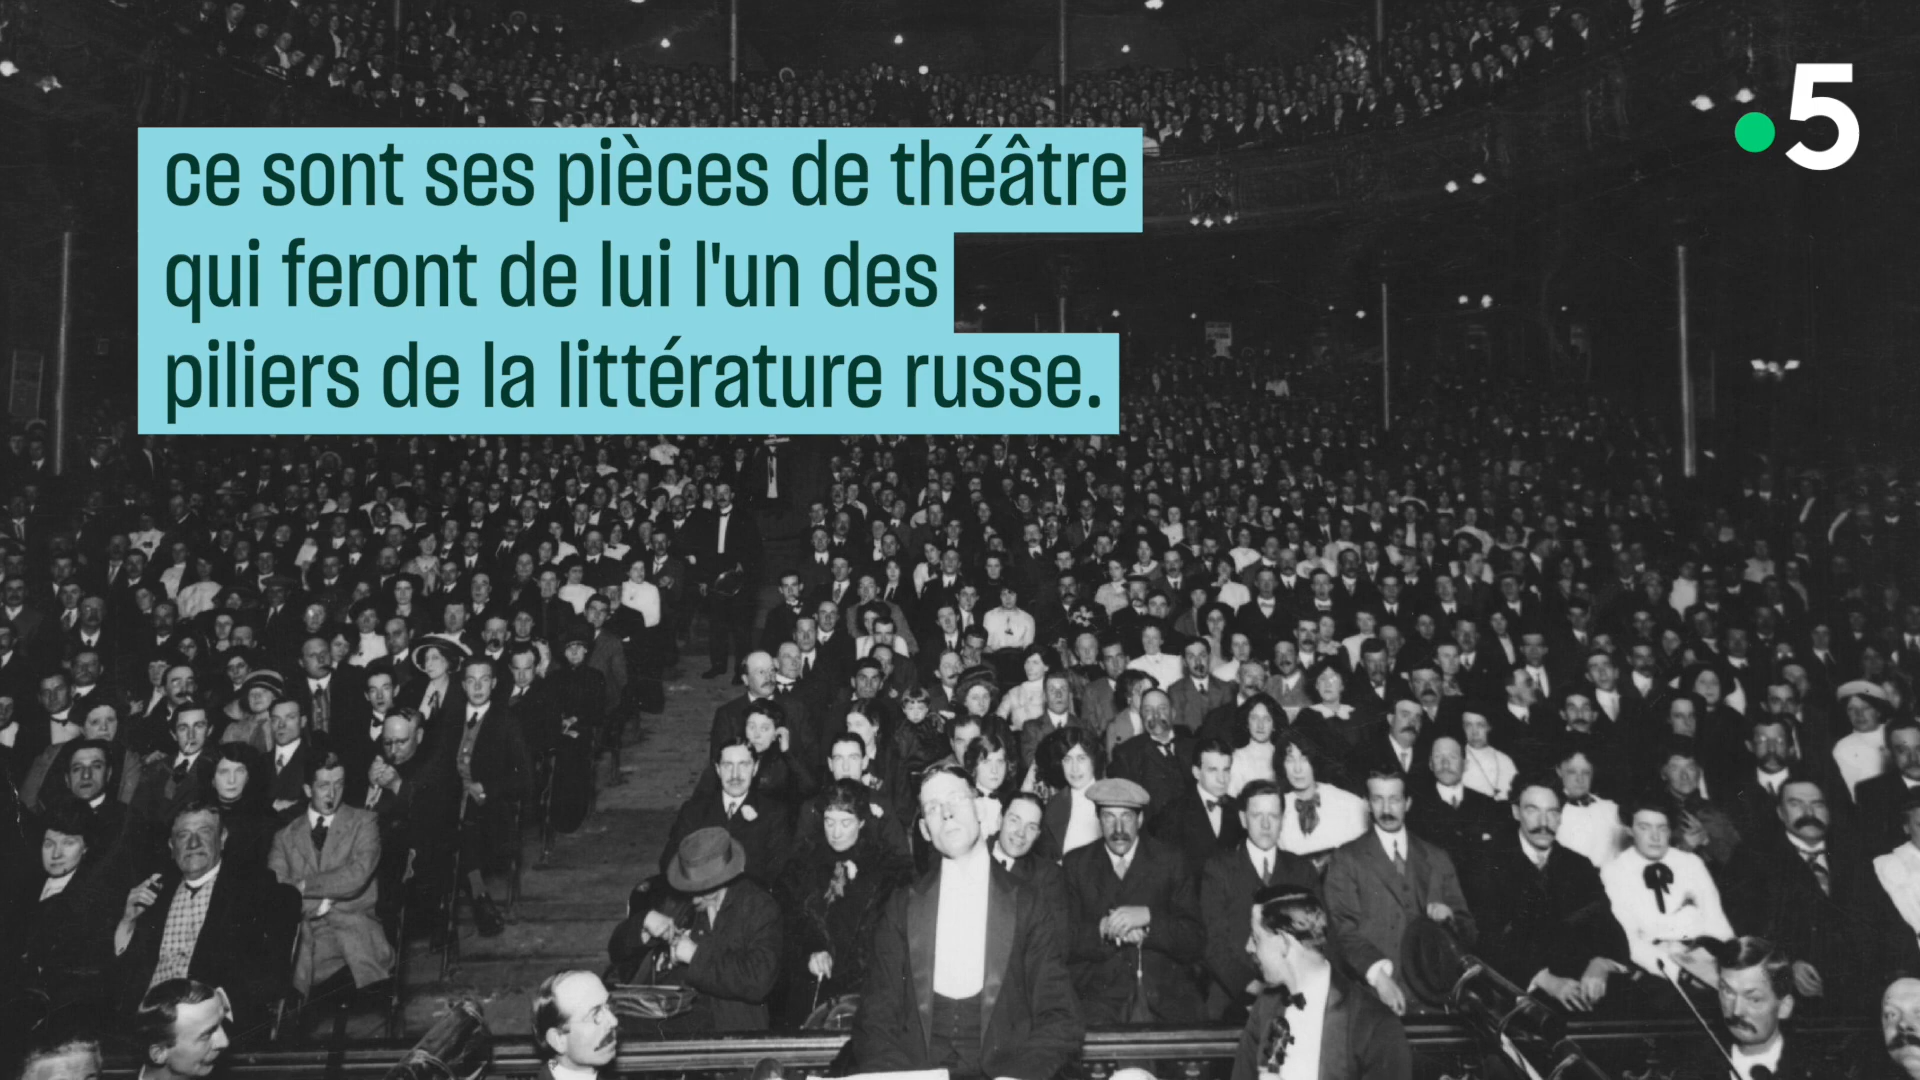 ce sont ses pièces de théâtre
qui feront de lui l'un des
piliers de la littérature russe.
5